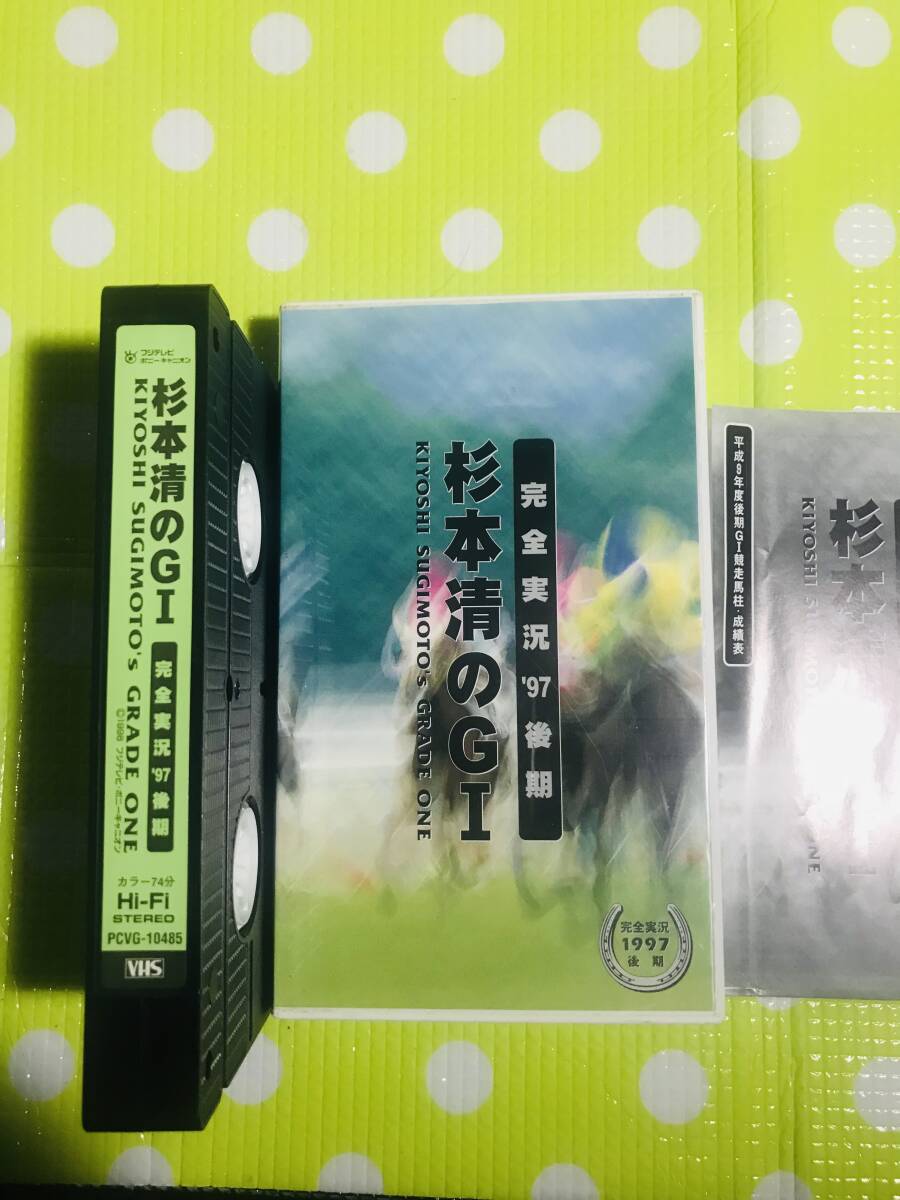 フジテレビ
ポニーキャニオン
杉本清のGI
KIYOSHI SUGIMOTO's GRADE ONE
完全実況'97後期
©1998 フジテレビ ポニーキャニオン
カラー74分
Hi-Fi
STEREO
PCVG-10485
VHS
完全実況'97後期
杉本清のGI
KIYOSHI SUGIMOTO's GRADE ONE
完全実況
1997
後期
平成9年度後期GI競走馬柱・成績表
杉本
KIYOSHI
NE